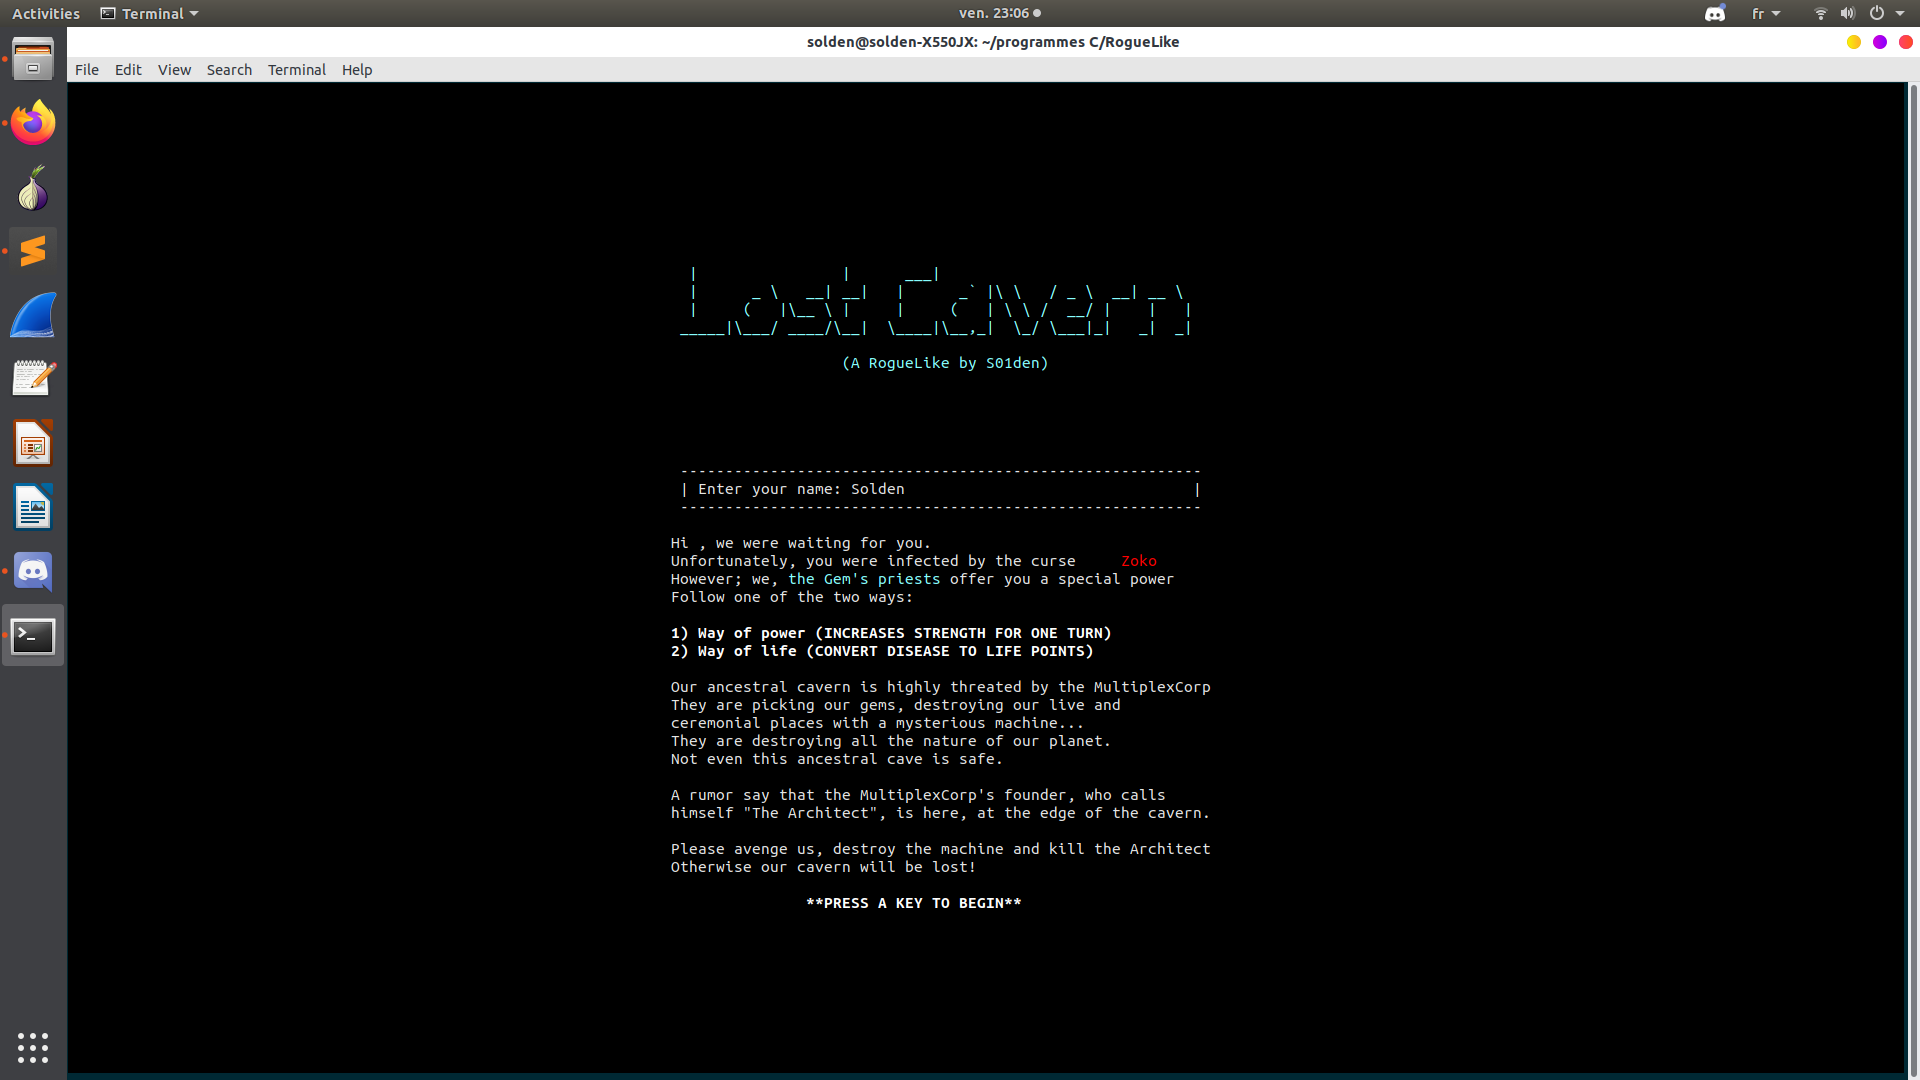 Activities Terminal ven. 23:06 fr
solden@solden-X550JX: ~/programmes C/RogueLike
File Edit View Search Terminal Help
Lost Cavern
(A RogueLike by S01den)
--------------------------------------------------------
| Enter your name: Solden |
--------------------------------------------------------
Hi , we were waiting for you.
Unfortunately, you were infected by the curse Zoko
However; we, the Gem's priests offer you a special power
Follow one of the two ways:
1) Way of power (INCREASES STRENGTH FOR ONE TURN)
2) Way of life (CONVERT DISEASE TO LIFE POINTS)
Our ancestral cavern is highly threated by the MultiplexCorp
They are picking our gems, destroying our live and
ceremonial places with a mysterious machine...
They are destroying all the nature of our planet.
Not even this ancestral cave is safe.
A rumor say that the MultiplexCorp's founder, who calls
himself "The Architect", is here, at the edge of the cavern.
Please avenge us, destroy the machine and kill the Architect
Otherwise our cavern will be lost!
**PRESS A KEY TO BEGIN**